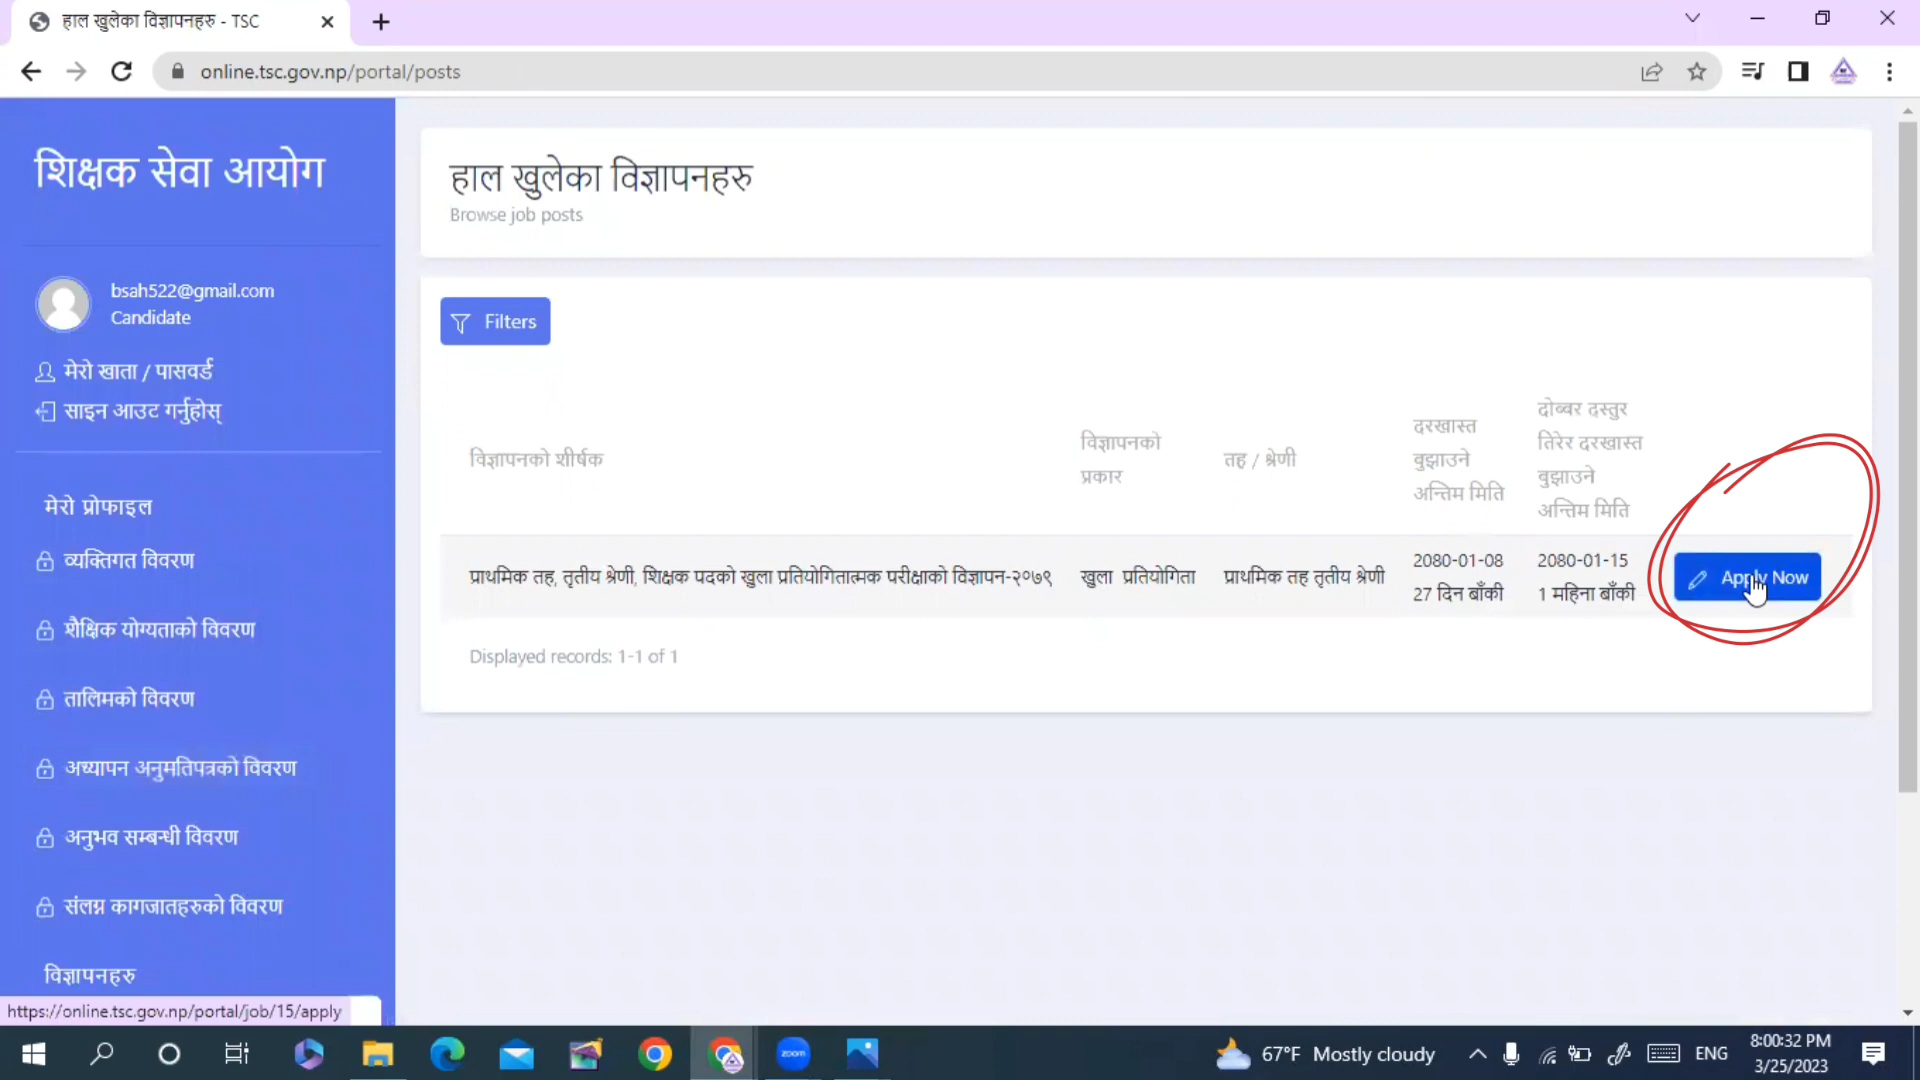 हाल खुलेका विज्ञापनहरु - TSC
online.tsc.gov.np/portal/posts
शिक्षक सेवा आयोग
bsah522@gmail.com
Candidate
मेरो खाता / पासवर्ड
साइन आउट गर्नुहोस्
मेरो प्रोफाइल
व्यक्तिगत विवरण
शैक्षिक योग्यताको विवरण
तालिमको विवरण
अध्यापन अनुमतिपत्रको विवरण
अनुभव सम्बन्धी विवरण
संलग्न कागजातहरुको विवरण
विज्ञापनहरु
https://online.tsc.gov.np/portal/job/15/apply
हाल खुलेका विज्ञापनहरु
Browse job posts
Filters
विज्ञापनको शीर्षक
विज्ञापनको
प्रकार
तह / श्रेणी
दरखास्त
वुझाउने
अन्तिम मिति
दोब्बर दस्तुर
तिरेर दरखास्त
वुझाउने
अन्तिम मिति
प्राथमिक तह, तृतीय श्रेणी, शिक्षक पदको खुला प्रतियोगितात्मक परीक्षाको विज्ञापन-२०७९
खुला प्रतियोगिता
प्राथमिक तह तृतीय श्रेणी
2080-01-08
27 दिन बाँकी
2080-01-15
1 महिना बाँकी
Apply Now
Displayed records: 1-1 of 1
zoom
67°F Mostly cloudy
ENG
8:00:32 PM
3/25/2023